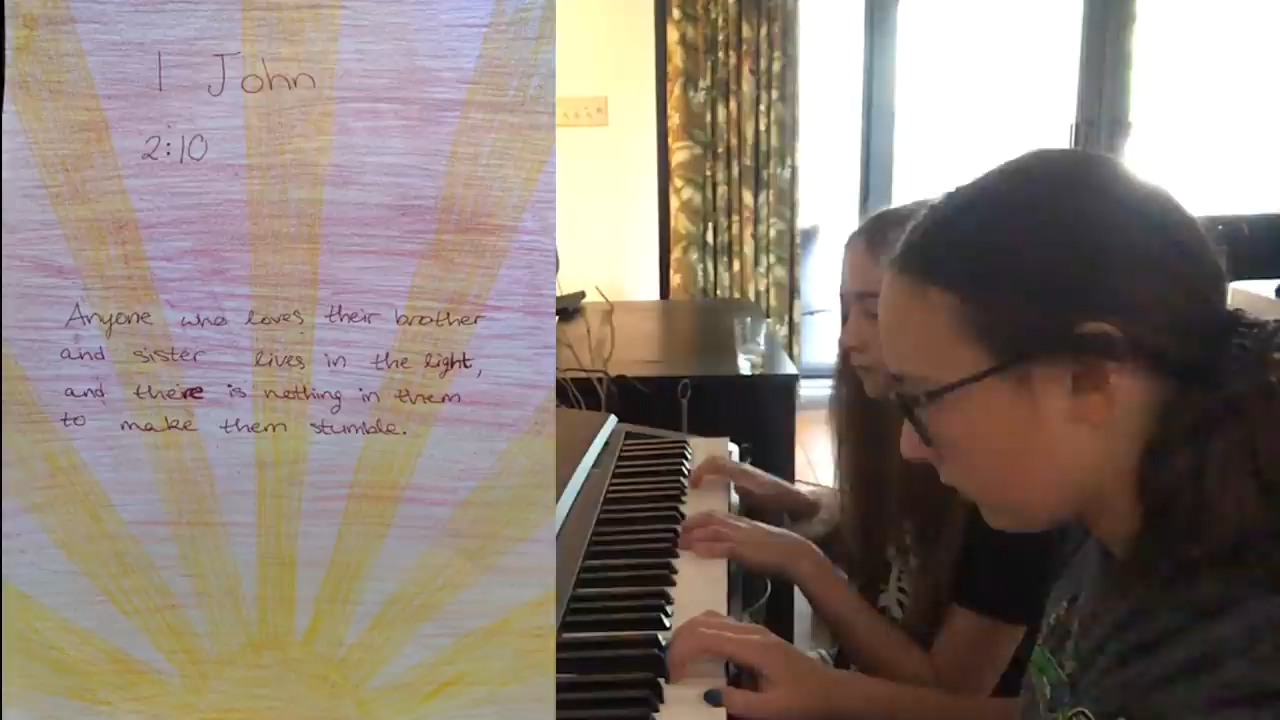 1 John
2:10
Anyone who loves their brother
and sister lives in the light,
and there is nothing in them
to make them stumble.